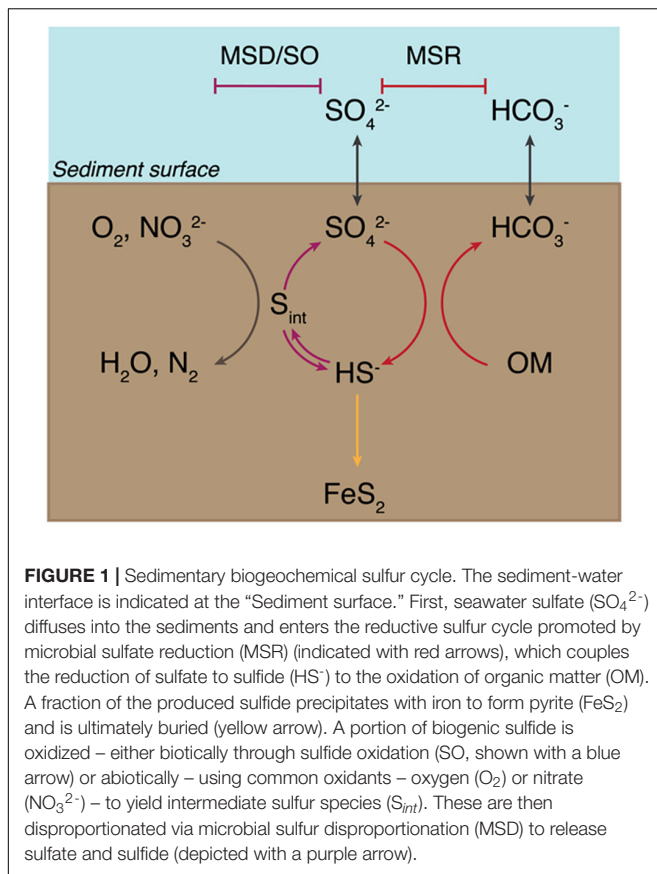 MSD/SO MSR
SO₄²⁻ HCO₃⁻
Sediment surface
O₂, NO₃²⁻ SO₄²⁻ HCO₃⁻
S_int
H₂O, N₂ HS⁻ OM
FeS₂
FIGURE 1 | Sedimentary biogeochemical sulfur cycle. The sediment-water
interface is indicated at the “Sediment surface.” First, seawater sulfate (SO₄²⁻)
diffuses into the sediments and enters the reductive sulfur cycle promoted by
microbial sulfate reduction (MSR) (indicated with red arrows), which couples
the reduction of sulfate to sulfide (HS⁻) to the oxidation of organic matter (OM).
A fraction of the produced sulfide precipitates with iron to form pyrite (FeS₂)
and is ultimately buried (yellow arrow). A portion of biogenic sulfide is
oxidized – either biotically through sulfide oxidation (SO, shown with a blue
arrow) or abiotically – using common oxidants – oxygen (O₂) or nitrate
(NO₃²⁻) – to yield intermediate sulfur species (S_int). These are then
disproportionated via microbial sulfur disproportionation (MSD) to release
sulfate and sulfide (depicted with a purple arrow).